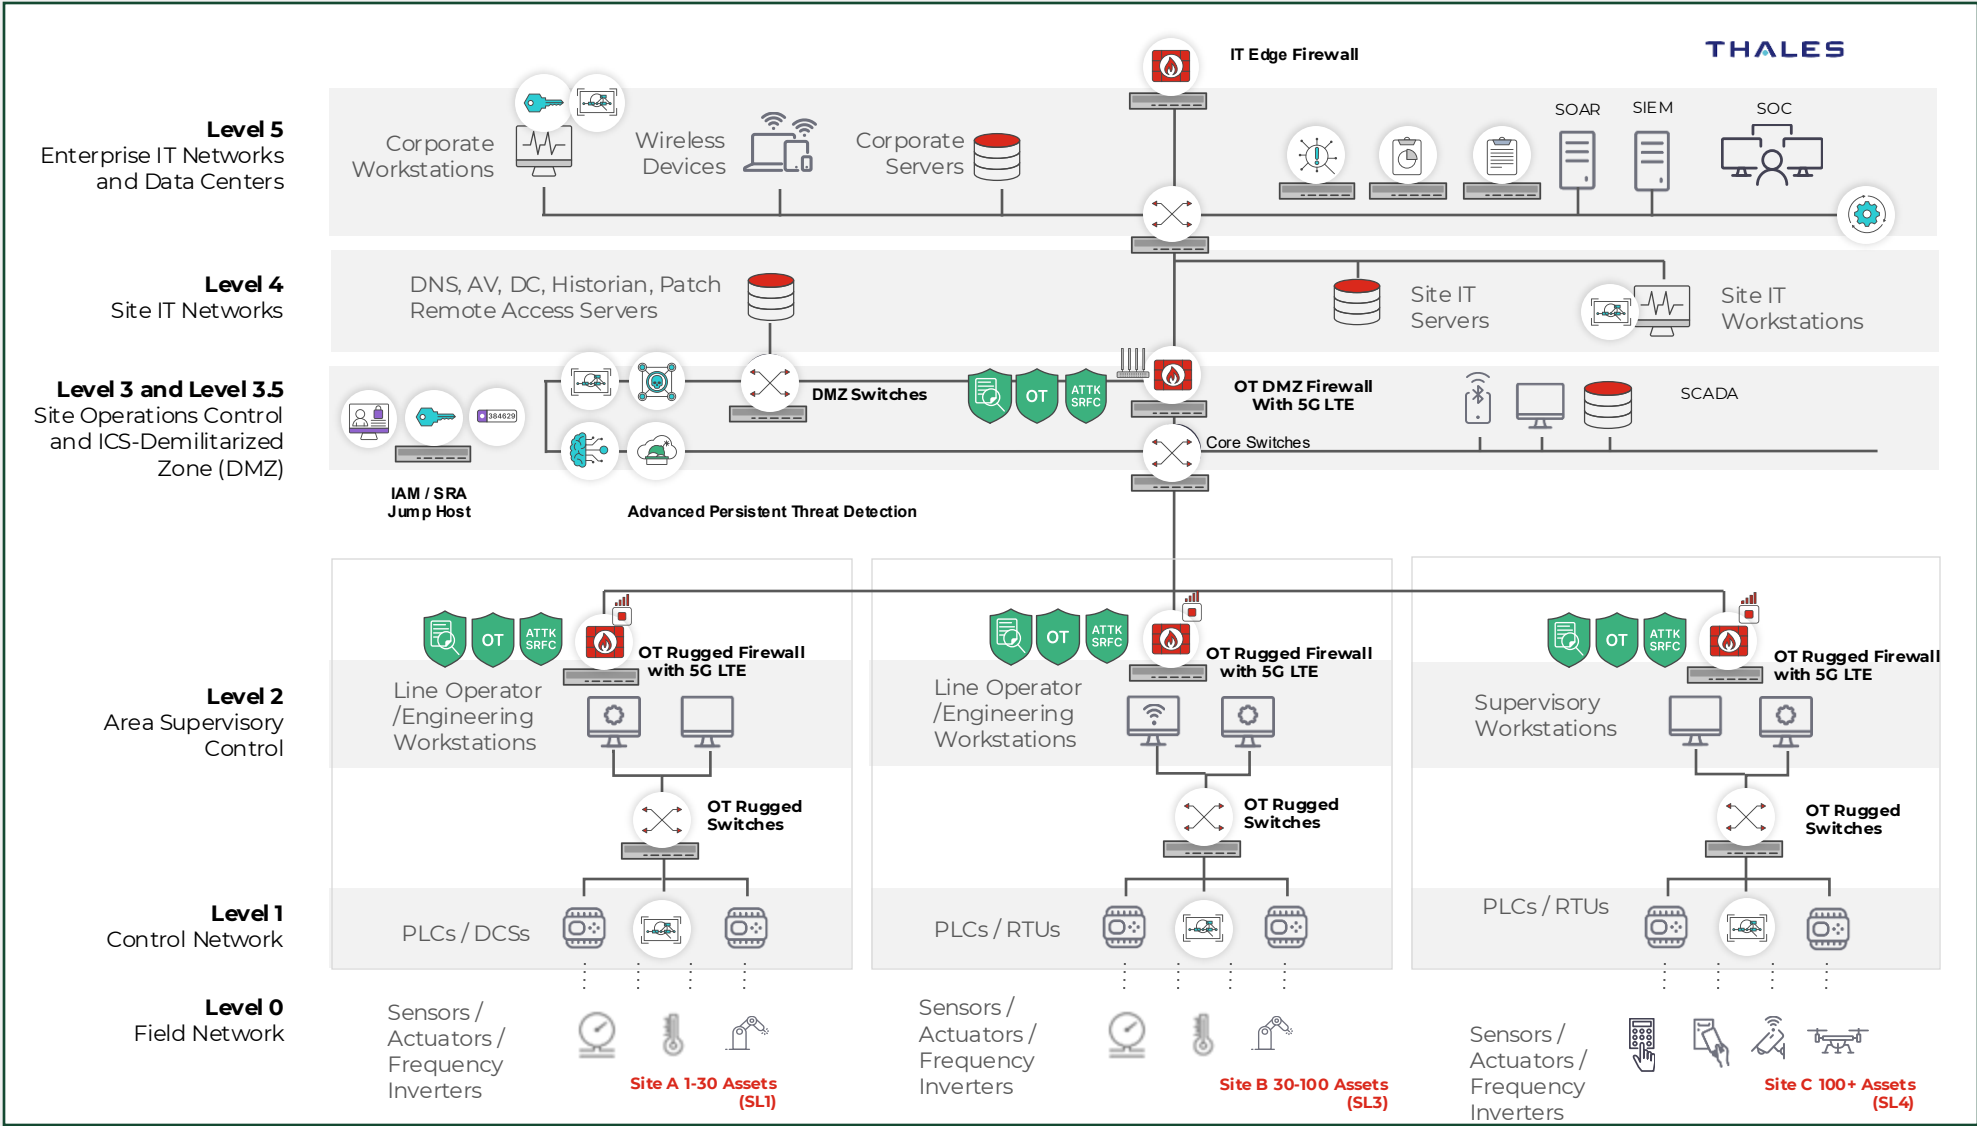 THALES
IT Edge Firewall
Level 5
Enterprise IT Networks
and Data Centers
Corporate
Workstations
Wireless
Devices
Corporate
Servers
SOAR
SIEM
SOC
Level 4
Site IT Networks
DNS, AV, DC, Historian, Patch
Remote Access Servers
Site IT
Servers
Site IT
Workstations
Level 3 and Level 3.5
Site Operations Control
and ICS-Demilitarized
Zone (DMZ)
384629
IAM / SRA
Jump Host
DMZ Switches
OT
ATTK
SRFC
OT DMZ Firewall
With 5G LTE
Core Switches
SCADA
Advanced Persistent Threat Detection
OT
ATTK
SRFC
OT Rugged Firewall
with 5G LTE
OT
ATTK
SRFC
OT Rugged Firewall
with 5G LTE
OT
ATTK
SRFC
OT Rugged Firewall
with 5G LTE
Level 2
Area Supervisory
Control
Line Operator
/Engineering
Workstations
Line Operator
/Engineering
Workstations
Supervisory
Workstations
OT Rugged
Switches
OT Rugged
Switches
OT Rugged
Switches
Level 1
Control Network
PLCs / DCSs
PLCs / RTUs
PLCs / RTUs
Level 0
Field Network
Sensors /
Actuators /
Frequency
Inverters
Site A 1-30 Assets
(SL1)
Sensors /
Actuators /
Frequency
Inverters
Site B 30-100 Assets
(SL3)
Sensors /
Actuators /
Frequency
Inverters
Site C 100+ Assets
(SL4)